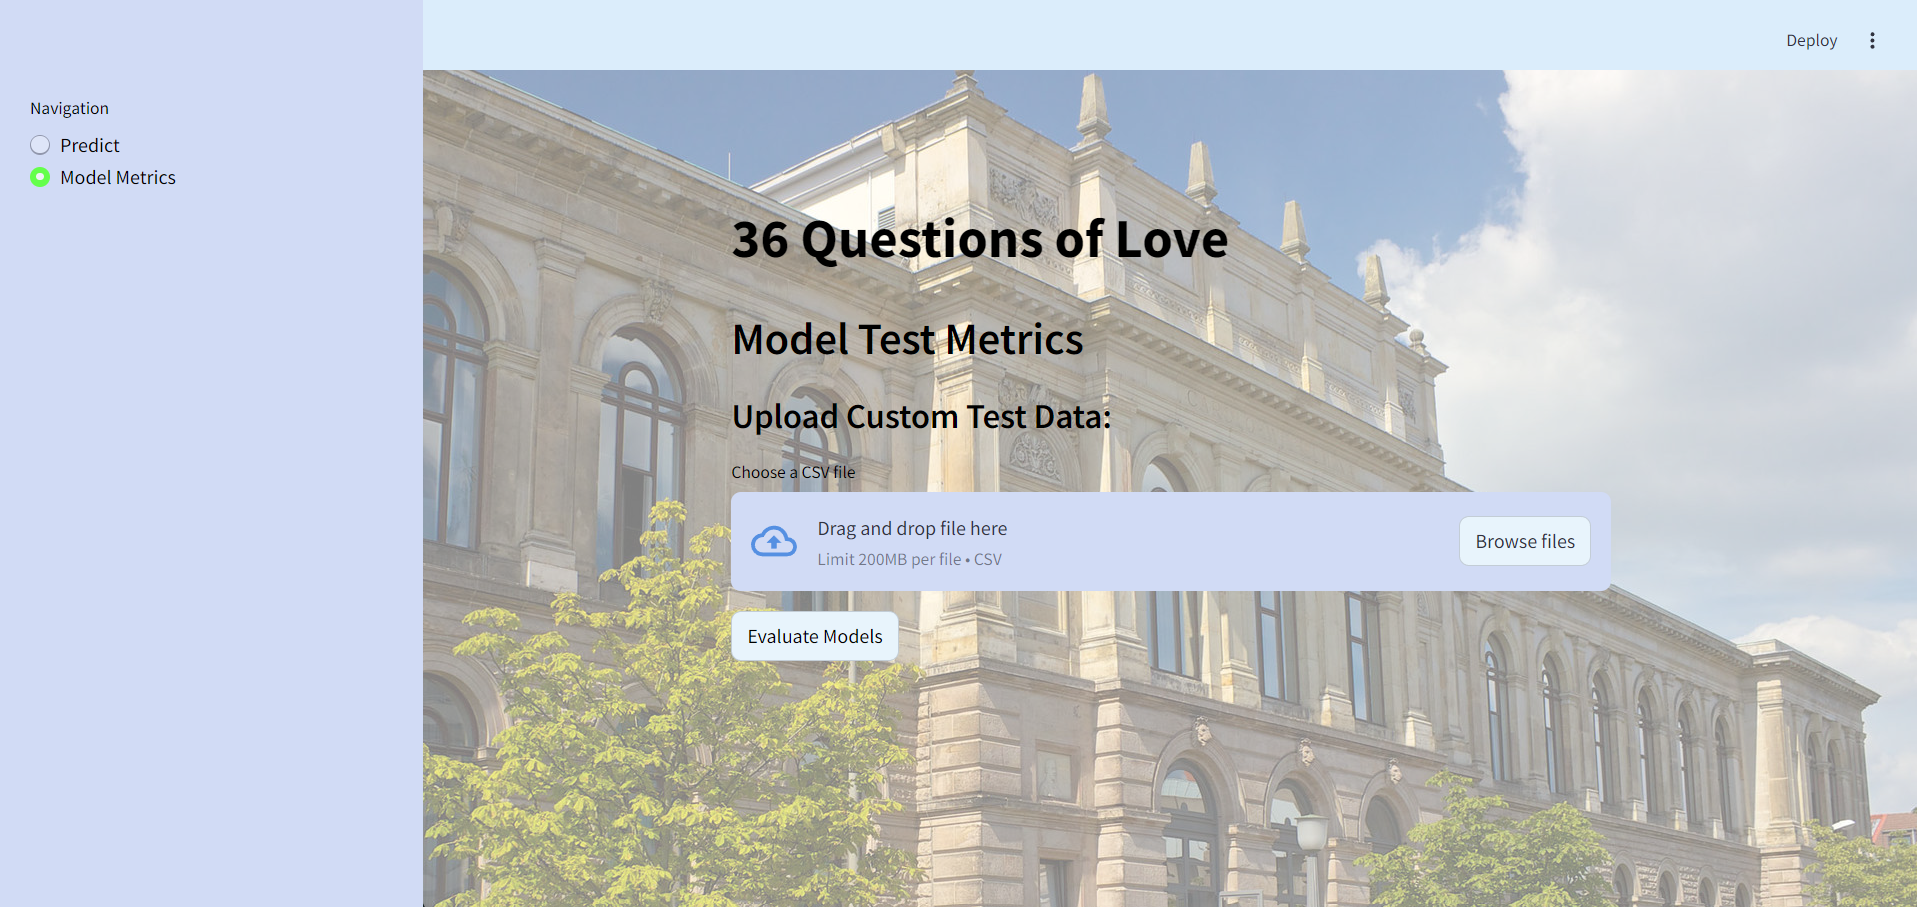 Deploy
Navigation
Predict
Model Metrics
36 Questions of Love
Model Test Metrics
Upload Custom Test Data:
Choose a CSV file
Drag and drop file here
Limit 200MB per file • CSV
Browse files
Evaluate Models